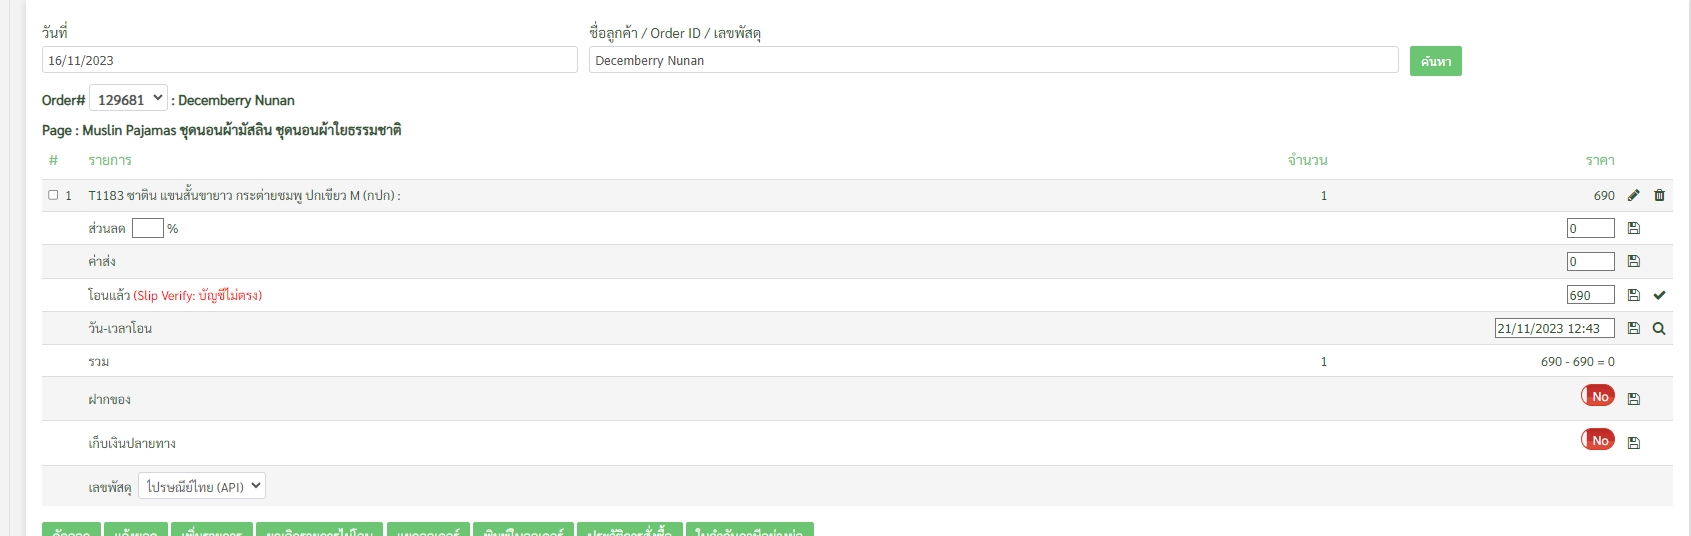 วันที่ ชื่อลูกค้า / Order ID / เลขพัสดุ
16/11/2023 Decemberry Nunan ค้นหา
Order# 129681 : Decemberry Nunan
Page : Muslin Pajamas ชุดนอนผ้ามัสลิน ชุดนอนผ้าใยธรรมชาติ
# รายการ จำนวน ราคา
1 T1183 ซาติน แขนสั้นขายาว กระต่ายชมพู ปกเขียว M (กปก) : 1 690
ส่วนลด % 0
ค่าส่ง 0
โอนแล้ว (Slip Verify: บัญชีไม่ตรง) 690
วัน-เวลาโอน 21/11/2023 12:43
รวม 1 690 - 690 = 0
ฝากของ No
เก็บเงินปลายทาง No
เลขพัสดุ ไปรษณีย์ไทย (API)